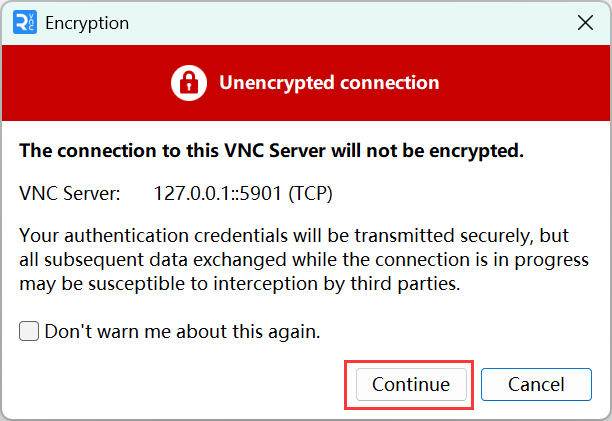 Encryption
Unencrypted connection
The connection to this VNC Server will not be encrypted.
VNC Server: 127.0.0.1::5901 (TCP)
Your authentication credentials will be transmitted securely, but
all subsequent data exchanged while the connection is in progress
may be susceptible to interception by third parties.
Don't warn me about this again.
Continue Cancel